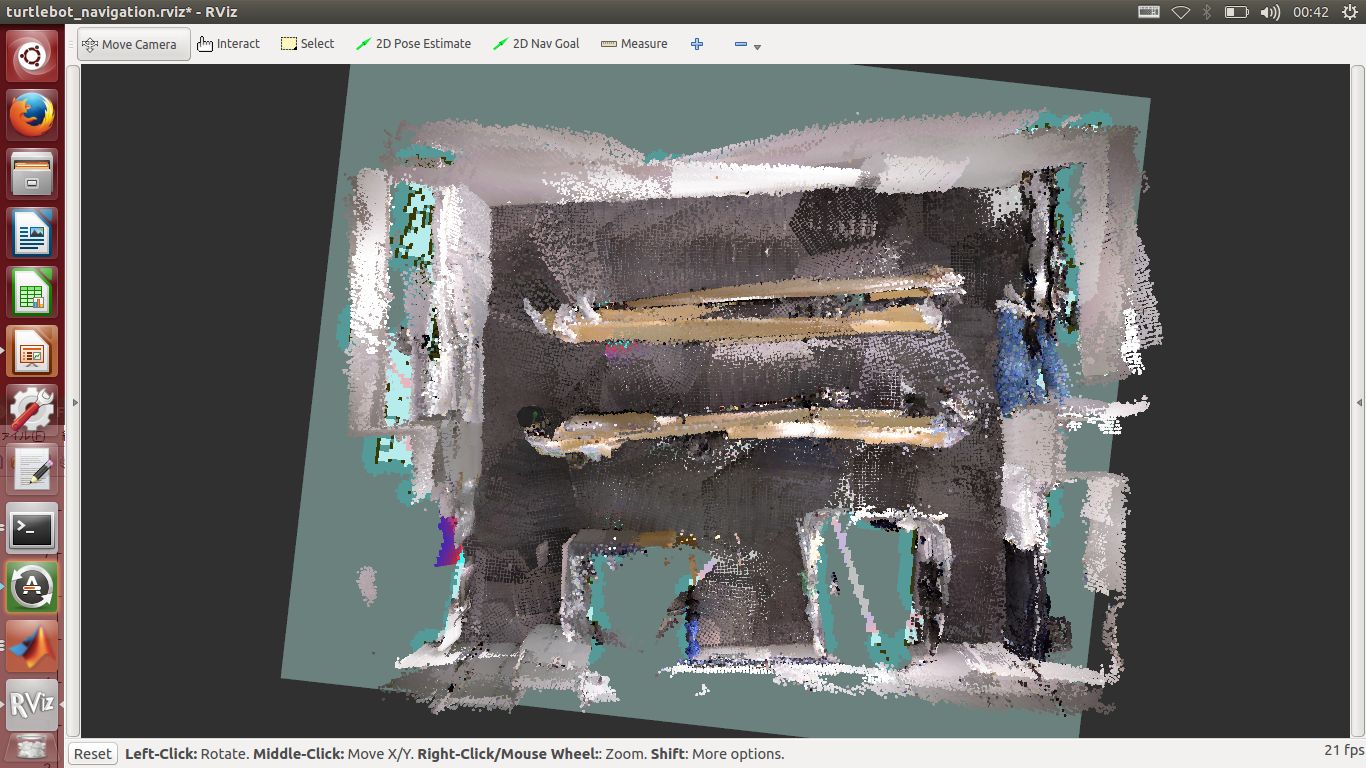 turtlebot_navigation.rviz* - RViz
00:42
Move Camera
Interact
Select
2D Pose Estimate
2D Nav Goal
Measure
RViz
Reset
Left-Click: Rotate. Middle-Click: Move X/Y. Right-Click/Mouse Wheel:: Zoom. Shift: More options.
21 fps